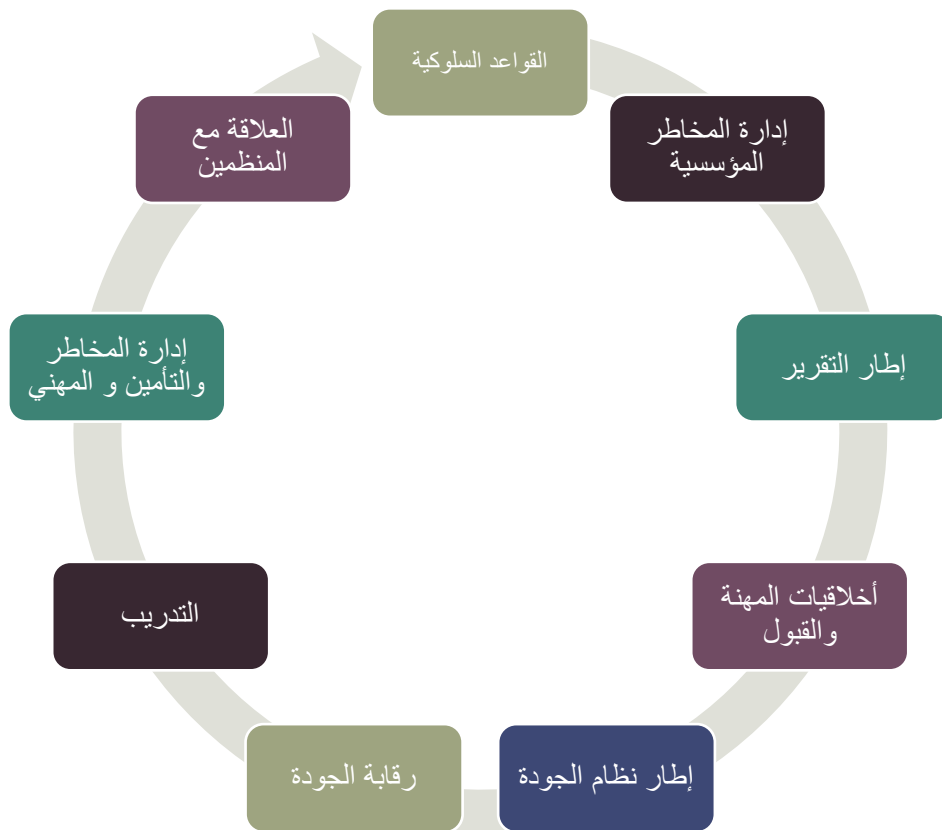 القواعد السلوكية
إدارة المخاطر
المؤسسية
إطار التقرير
أخلاقيات المهنة
والقبول
إطار نظام الجودة
رقابة الجودة
التدريب
إدارة المخاطر
والتأمين و المهني
العلاقة مع
المنظمين